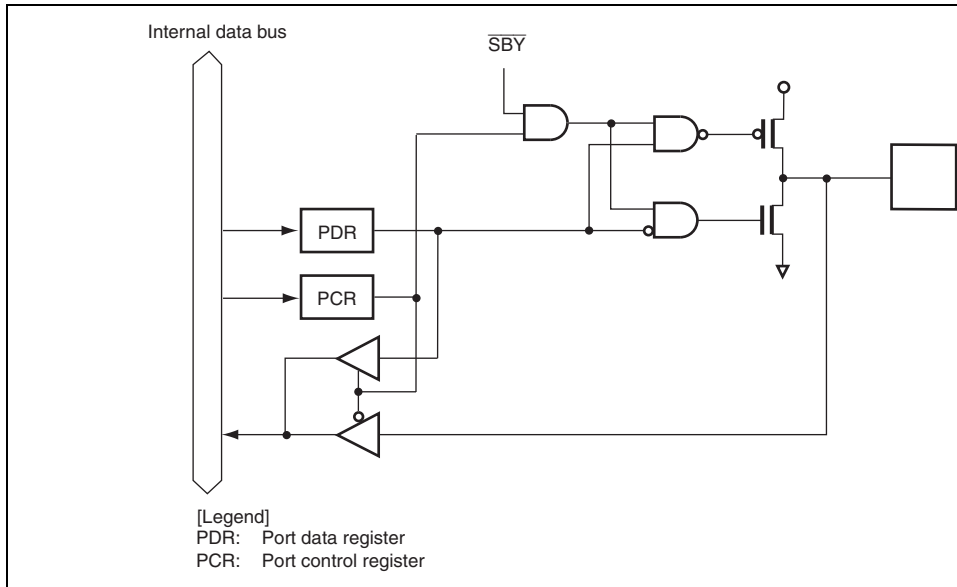 Internal data bus
SBY
PDR
PCR
[Legend]
PDR: Port data register
PCR: Port control register